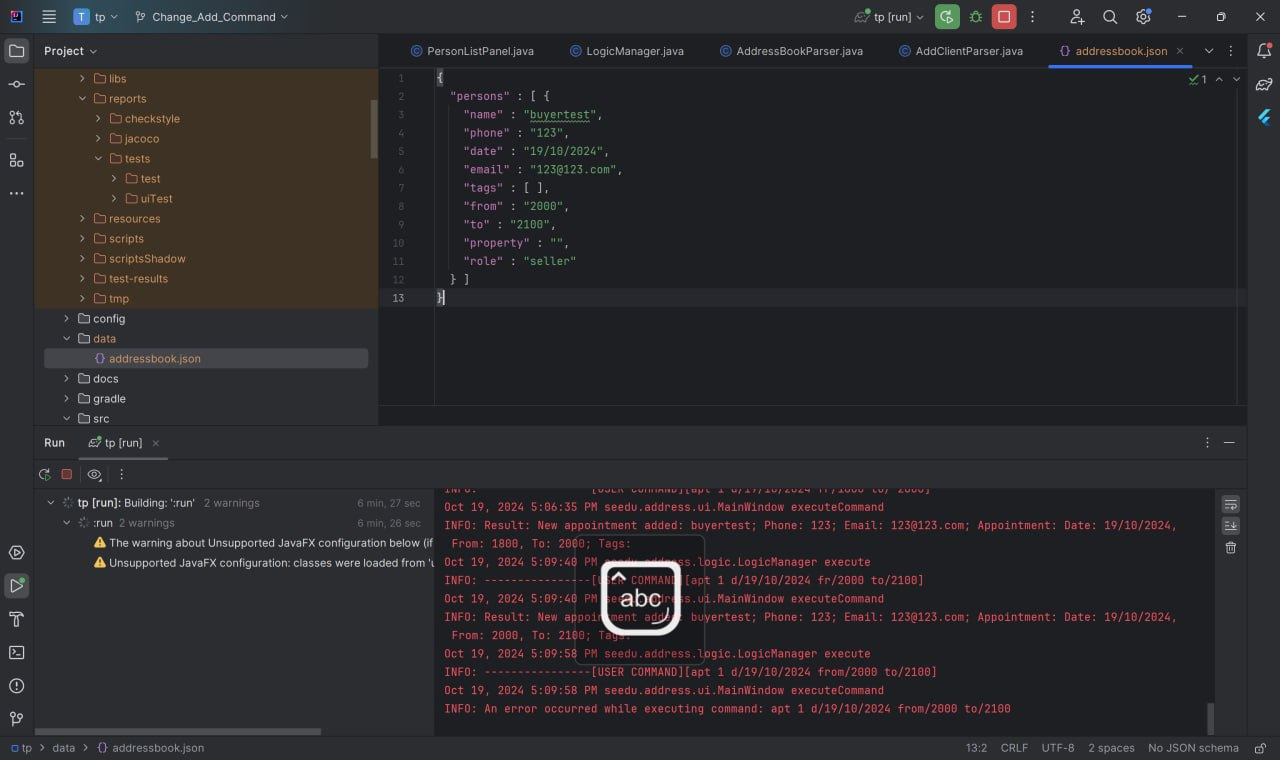 T tp Change_Add_Command tp [run]
Project
PersonListPanel.java LogicManager.java AddressBookParser.java AddClientParser.java addressbook.json
libs
reports
checkstyle
jacoco
tests
test
uiTest
resources
scripts
scriptsShadow
test-results
tmp
config
data
addressbook.json
docs
gradle
src
1 {
2 "persons" : [ {
3 "name" : "buyertest",
4 "phone" : "123",
5 "date" : "19/10/2024",
6 "email" : "123@123.com",
7 "tags" : [ ],
8 "from" : "2000",
9 "to" : "2100",
10 "property" : "",
11 "role" : "seller"
12 } ]
13 }
1
Run tp [run]
tp [run]: Building: ':run' 2 warnings 6 min, 27 sec
:run 2 warnings 6 min, 26 sec
The warning about Unsupported JavaFX configuration below (if
Unsupported JavaFX configuration: classes were loaded from 'u
INFO: ----------------[USER COMMAND][apt 1 d/19/10/2024 fr/1800 to/ 2000]
Oct 19, 2024 5:06:35 PM seedu.address.ui.MainWindow executeCommand
INFO: Result: New appointment added: buyertest; Phone: 123; Email: 123@123.com; Appointment: Date: 19/10/2024,
From: 1800, To: 2000; Tags:
Oct 19, 2024 5:09:40 PM seedu.address.logic.LogicManager execute
INFO: ----------------[USER COMMAND][apt 1 d/19/10/2024 fr/2000 to/2100]
Oct 19, 2024 5:09:40 PM seedu.address.ui.MainWindow executeCommand
INFO: Result: New appointment added: buyertest; Phone: 123; Email: 123@123.com; Appointment: Date: 19/10/2024,
From: 2000, To: 2100; Tags:
Oct 19, 2024 5:09:58 PM seedu.address.logic.LogicManager execute
INFO: ----------------[USER COMMAND][apt 1 d/19/10/2024 from/2000 to/2100]
Oct 19, 2024 5:09:58 PM seedu.address.ui.MainWindow executeCommand
INFO: An error occurred while executing command: apt 1 d/19/10/2024 from/2000 to/2100
abc
tp data addressbook.json 13:2 CRLF UTF-8 2 spaces No JSON schema